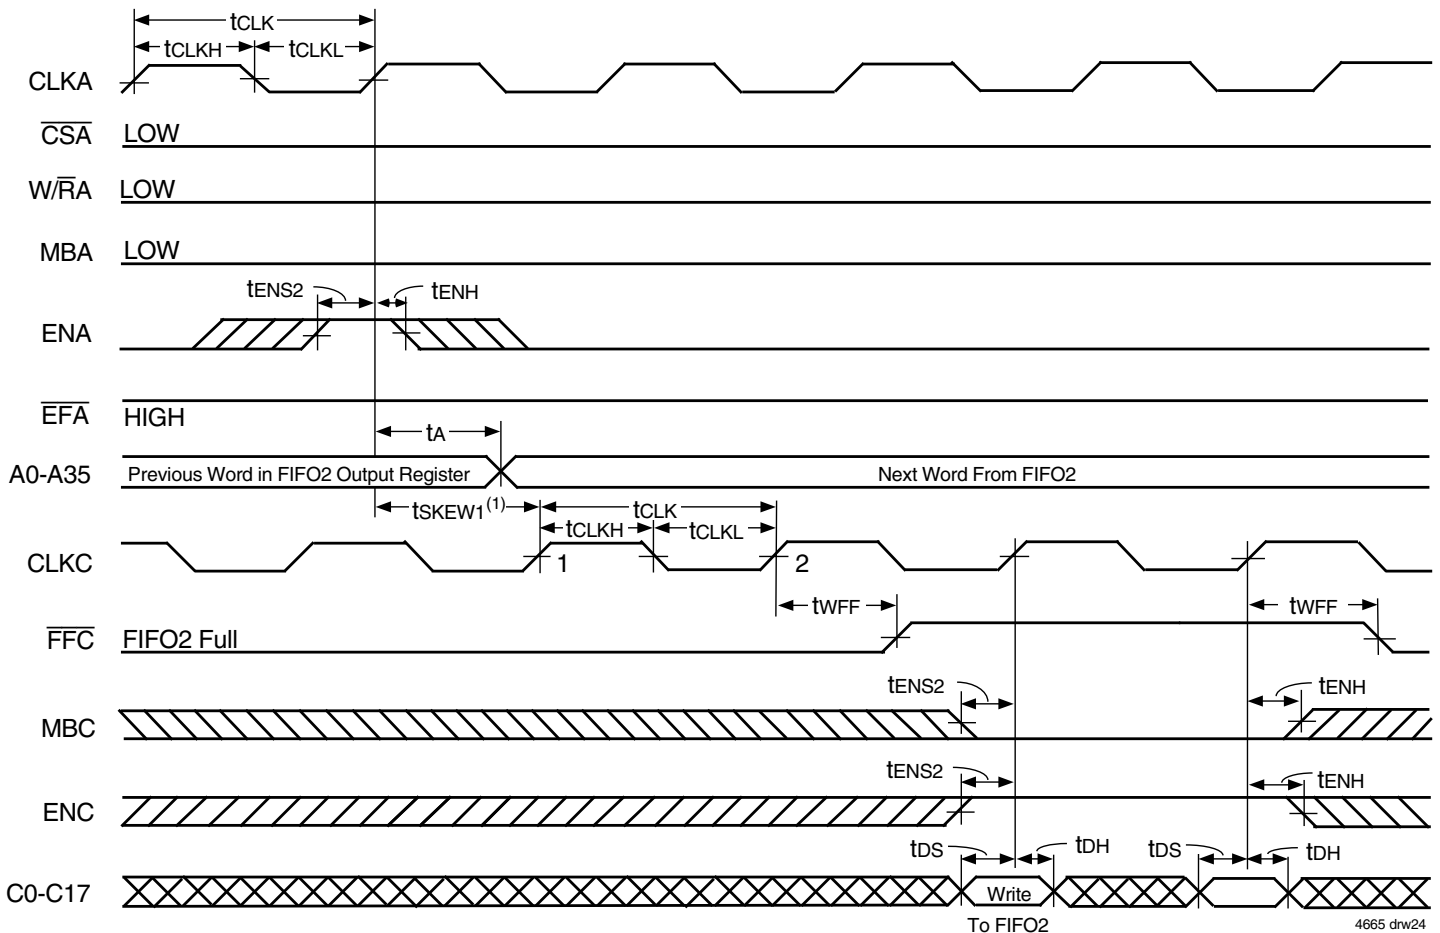 tCLK
tCLKH tCLKL
CLKA
CSA LOW
W/RA LOW
MBA LOW
tENS2 tENH
ENA
EFA HIGH
tA
A0-A35 Previous Word in FIFO2 Output Register Next Word From FIFO2
tSKEW1(1) tCLK
tCLKH tCLKL
CLKC 1 2
tWFF tWFF
FFC FIFO2 Full
tENS2 tENH
MBC
tENS2 tENH
ENC
tDS tDH tDS tDH
C0-C17 Write
To FIFO2
4665 drw24